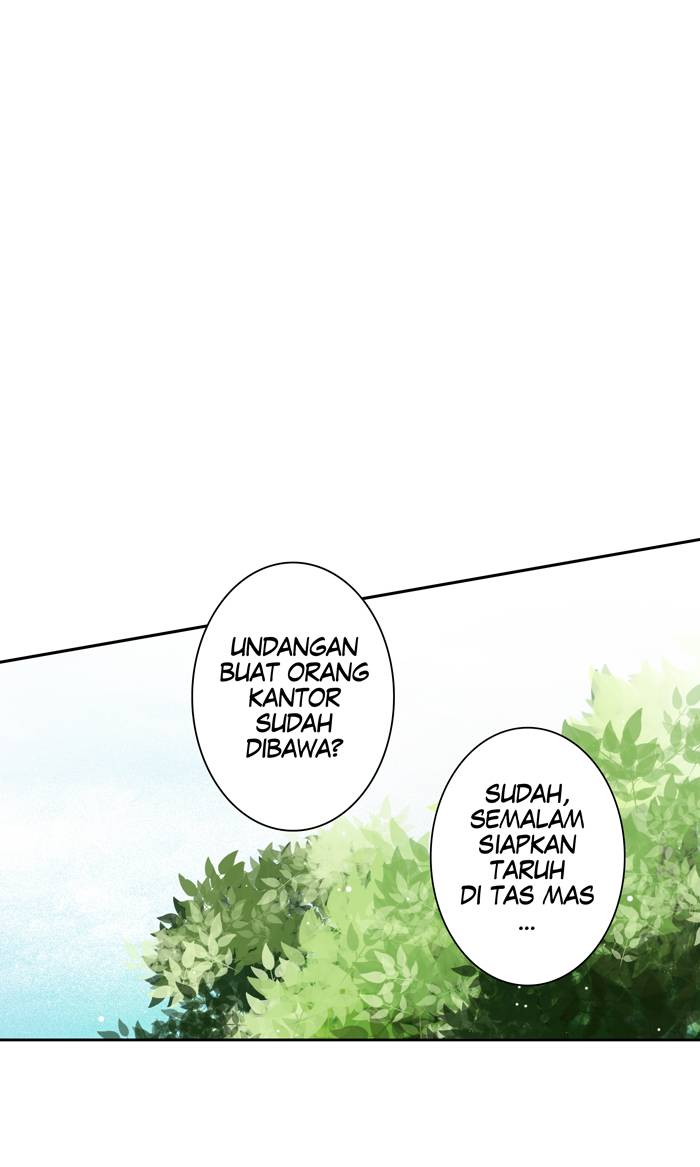 UNDANGAN
BUAT ORANG
KANTOR
SUDAH
DIBAWA?
SUDAH,
SEMALAM
SIAPKAN
TARUH
DI TAS MAS
...